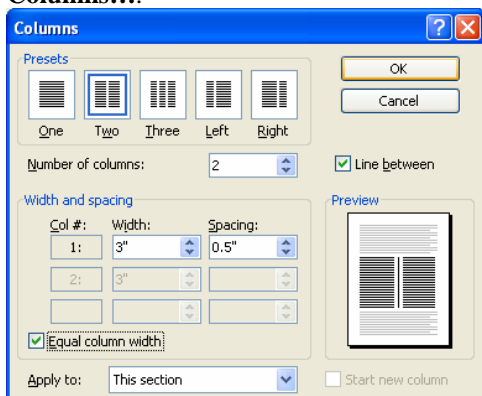 Columns....
Columns
Presets
OK
Cancel
One Two Three Left Right
Number of columns: 2
Line between
Width and spacing
Preview
Col #: Width: Spacing:
1: 3" 0.5"
2: 3"
Equal column width
Apply to: This section
Start new column